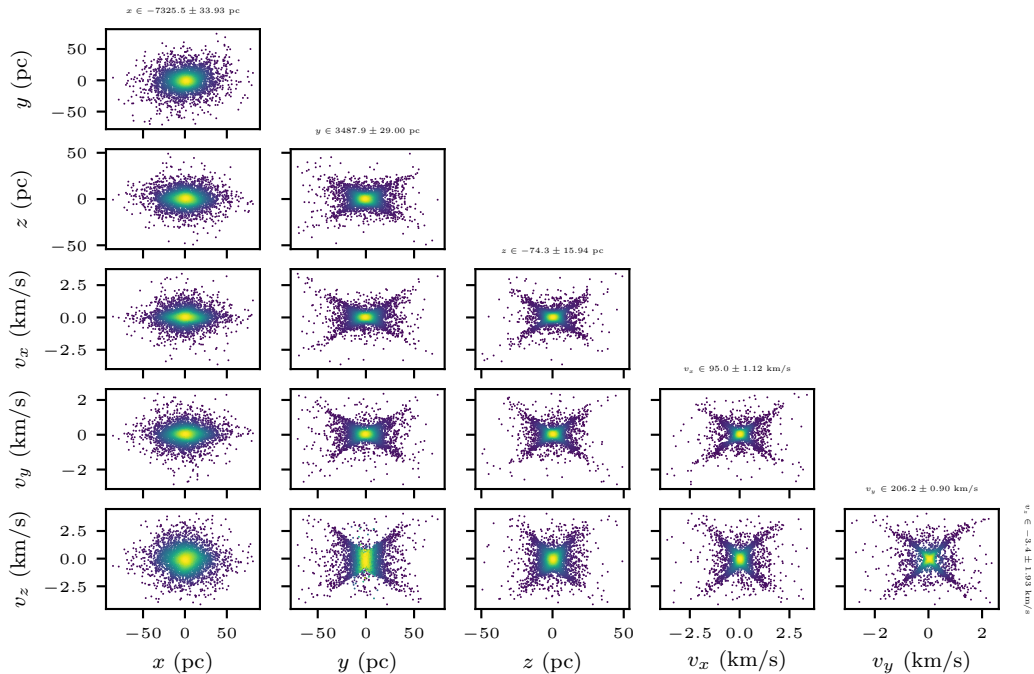 x ∈ −7325.5 ± 33.93 pc
y (pc)
50
0
−50
y ∈ 3487.9 ± 29.00 pc
z (pc)
50
0
−50
z ∈ −74.3 ± 15.94 pc
v_x (km/s)
2.5
0.0
−2.5
v_x ∈ 95.0 ± 1.12 km/s
v_y (km/s)
2
0
−2
v_y ∈ 206.2 ± 0.90 km/s
v_z (km/s)
2.5
0.0
−2.5
v_z ∈ −3.4 ± 1.93 km/s
−50 0 50
−50 0 50
−50 0 50
−2.5 0.0 2.5
−2 0 2
x (pc)
y (pc)
z (pc)
v_x (km/s)
v_y (km/s)